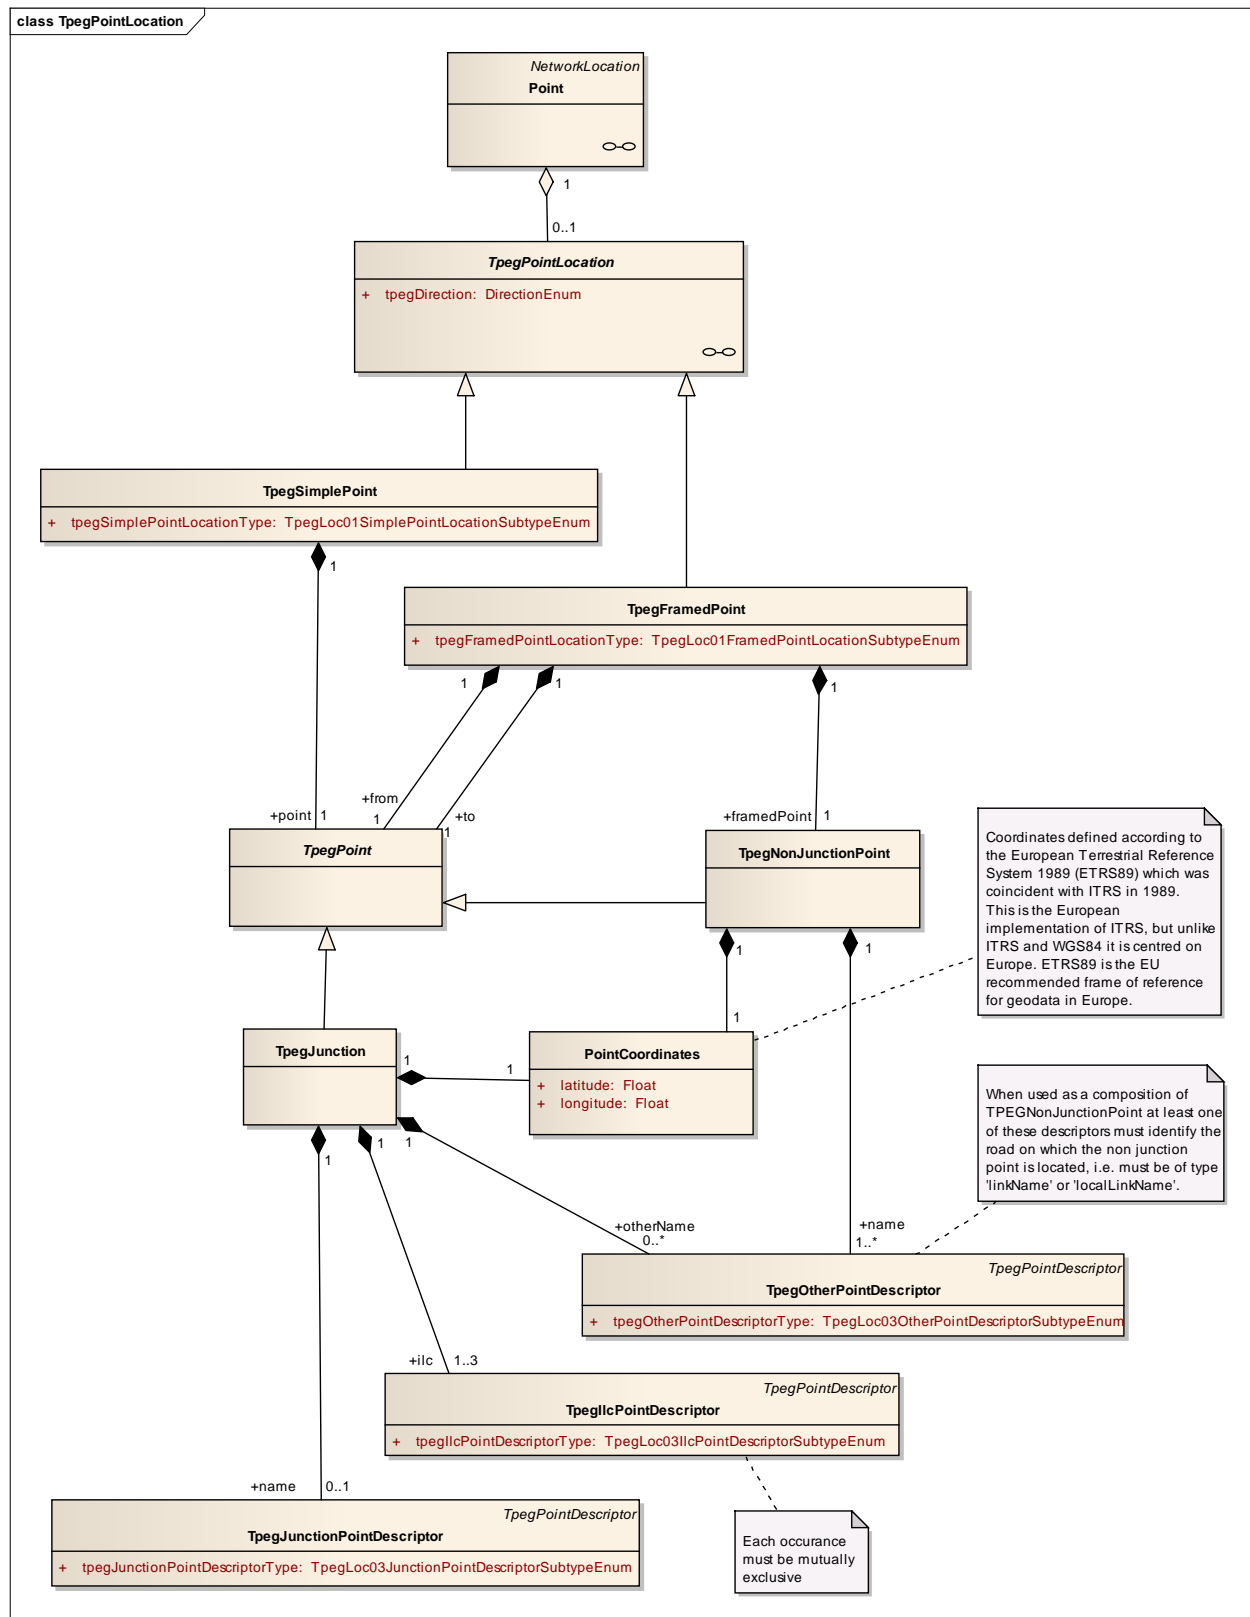 class TpegPointLocation
NetworkLocation
Point
1
0..1
TpegPointLocation
+ tpegDirection: DirectionEnum
TpegSimplePoint
+ tpegSimplePointLocationType: TpegLoc01SimplePointLocationSubtypeEnum
1
TpegFramedPoint
+ tpegFramedPointLocationType: TpegLoc01FramedPointLocationSubtypeEnum
1
1
1
+from
1
+to
1
+point
1
+framedPoint
1
TpegPoint
TpegNonJunctionPoint
Coordinates defined according to
the European Terrestrial Reference
System 1989 (ETRS89) which was
coincident with ITRS in 1989.
This is the European
implementation of ITRS, but unlike
ITRS and WGS84 it is centred on
Europe. ETRS89 is the EU
recommended frame of reference
for geodata in Europe.
1
1
1
TpegJunction
1
1
PointCoordinates
+ latitude: Float
+ longitude: Float
1
1
1
When used as a composition of
TPEGNonJunctionPoint at least one
of these descriptors must identify the
road on which the non junction
point is located, i.e. must be of type
'linkName' or 'localLinkName'.
+otherName
0..*
+name
1..*
TpegPointDescriptor
TpegOtherPointDescriptor
+ tpegOtherPointDescriptorType: TpegLoc03OtherPointDescriptorSubtypeEnum
+ilc
1..3
TpegPointDescriptor
TpegIlcPointDescriptor
+ tpegIlcPointDescriptorType: TpegLoc03IlcPointDescriptorSubtypeEnum
+name
0..1
TpegPointDescriptor
TpegJunctionPointDescriptor
+ tpegJunctionPointDescriptorType: TpegLoc03JunctionPointDescriptorSubtypeEnum
Each occurance
must be mutually
exclusive